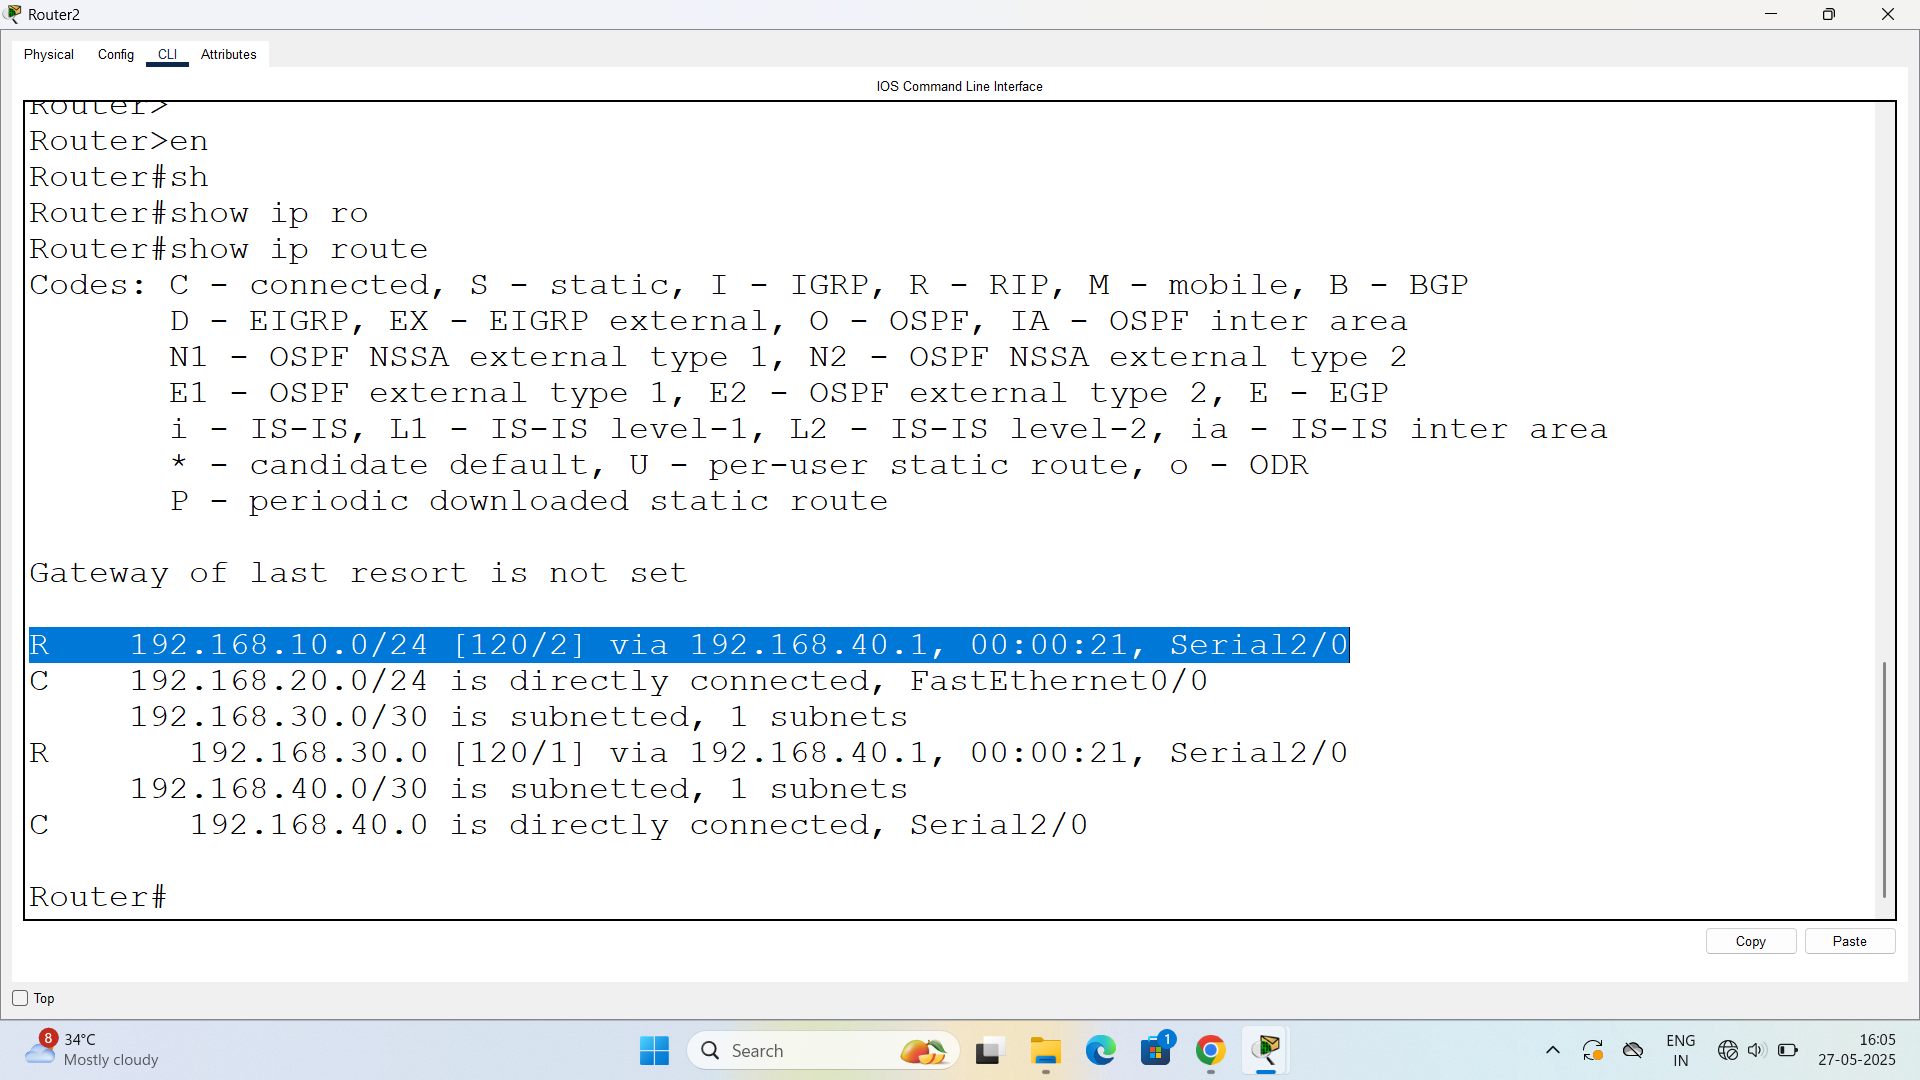 Router2
Physical Config CLI Attributes
IOS Command Line Interface
Router>
Router>en
Router#sh
Router#show ip ro
Router#show ip route
Codes: C - connected, S - static, I - IGRP, R - RIP, M - mobile, B - BGP
D - EIGRP, EX - EIGRP external, O - OSPF, IA - OSPF inter area
N1 - OSPF NSSA external type 1, N2 - OSPF NSSA external type 2
E1 - OSPF external type 1, E2 - OSPF external type 2, E - EGP
i - IS-IS, L1 - IS-IS level-1, L2 - IS-IS level-2, ia - IS-IS inter area
* - candidate default, U - per-user static route, o - ODR
P - periodic downloaded static route
Gateway of last resort is not set
R 192.168.10.0/24 [120/2] via 192.168.40.1, 00:00:21, Serial2/0
C 192.168.20.0/24 is directly connected, FastEthernet0/0
192.168.30.0/30 is subnetted, 1 subnets
R 192.168.30.0 [120/1] via 192.168.40.1, 00:00:21, Serial2/0
192.168.40.0/30 is subnetted, 1 subnets
C 192.168.40.0 is directly connected, Serial2/0
Router#
Copy Paste
Top
8 34°C
Mostly cloudy
Search
1
ENG
IN
16:05
27-05-2025